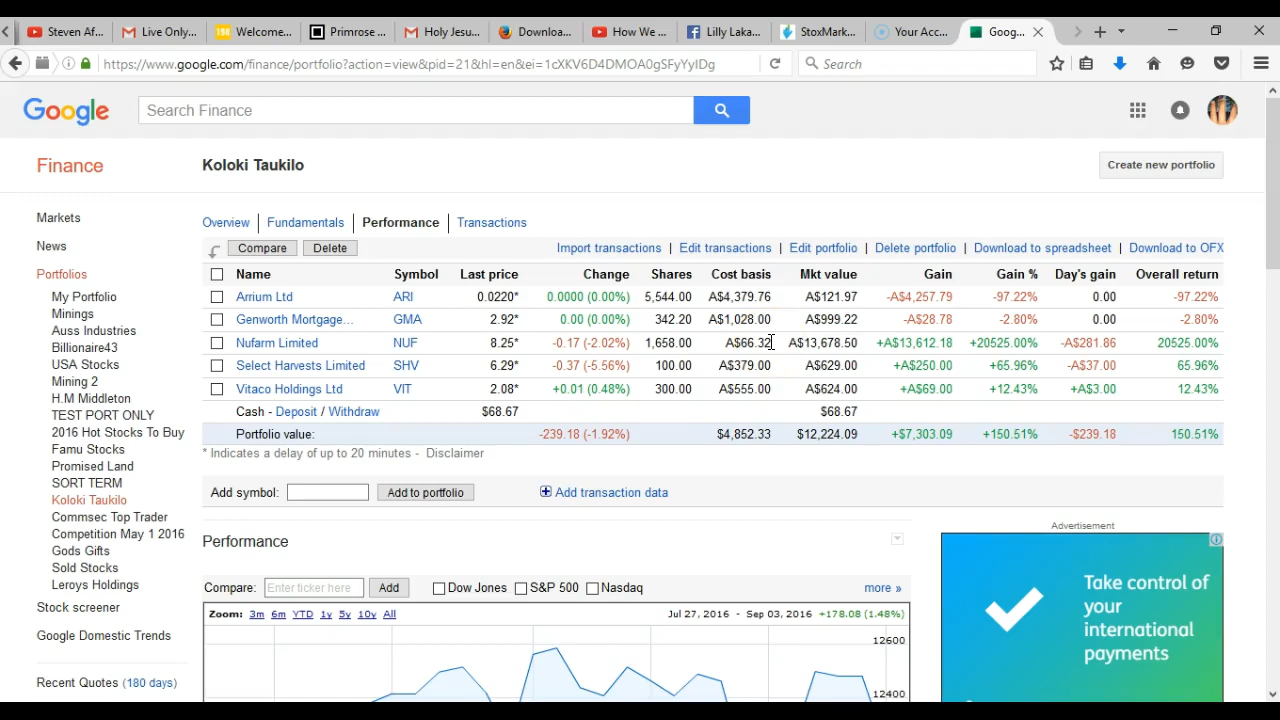 Steven Af... Live Only... Welcome... Primrose ... Holy Jesu... Downloa... How We ... Lilly Laka... StoxMark... Your Acc... Goog...
https://www.google.com/finance/portfolio?action=view&pid=21&hl=en&ei=1cXKV6D4DMOA0gSFyYyIDg Search
Google Search Finance
Finance Koloki Taukilo Create new portfolio
Markets
News
Portfolios
My Portfolio
Minings
Auss Industries
Billionaire43
USA Stocks
Mining 2
H.M Middleton
TEST PORT ONLY
2016 Hot Stocks To Buy
Famu Stocks
Promised Land
SORT TERM
Koloki Taukilo
Commsec Top Trader
Competition May 1 2016
Gods Gifts
Sold Stocks
Leroys Holdings
Stock screener
Google Domestic Trends
Recent Quotes (180 days)
Overview | Fundamentals | Performance | Transactions
Compare Delete Import transactions | Edit transactions | Edit portfolio | Delete portfolio | Download to spreadsheet | Download to OFX
Name Symbol Last price Change Shares Cost basis Mkt value Gain Gain % Day's gain Overall return
Arrium Ltd ARI 0.0220* 0.0000 (0.00%) 5,544.00 A$4,379.76 A$121.97 -A$4,257.79 -97.22% 0.00 -97.22%
Genworth Mortgage... GMA 2.92* 0.00 (0.00%) 342.20 A$1,028.00 A$999.22 -A$28.78 -2.80% 0.00 -2.80%
Nufarm Limited NUF 8.25* -0.17 (-2.02%) 1,658.00 A$66.32 A$13,678.50 +A$13,612.18 +20525.00% -A$281.86 20525.00%
Select Harvests Limited SHV 6.29* -0.37 (-5.56%) 100.00 A$379.00 A$629.00 +A$250.00 +65.96% -A$37.00 65.96%
Vitaco Holdings Ltd VIT 2.08* +0.01 (0.48%) 300.00 A$555.00 A$624.00 +A$69.00 +12.43% +A$3.00 12.43%
Cash - Deposit / Withdraw $68.67 $68.67
Portfolio value: -239.18 (-1.92%) $4,852.33 $12,224.09 +$7,303.09 +150.51% -$239.18 150.51%
* Indicates a delay of up to 20 minutes - Disclaimer
Add symbol: Add to portfolio Add transaction data
Performance
Compare: Enter ticker here Add Dow Jones S&P 500 Nasdaq more »
Zoom: 3m 6m YTD 1y 5y 10y All Jul 27, 2016 - Sep 03, 2016 +178.08 (1.48%)
12600
12400
Advertisement
Take control of
your
international
payments